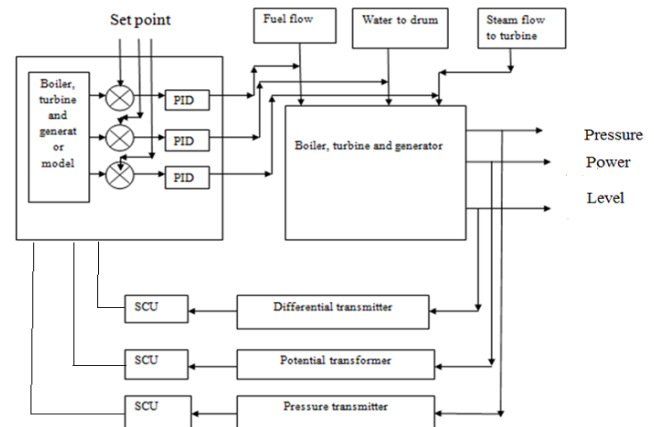 Set point
Fuel flow
Water to drum
Steam flow
to turbine
Boiler,
turbine
and
generat
or
model
PID
PID
PID
Boiler, turbine and generator
Pressure
Power
Level
SCU
Differential transmitter
SCU
Potential transformer
SCU
Pressure transmitter